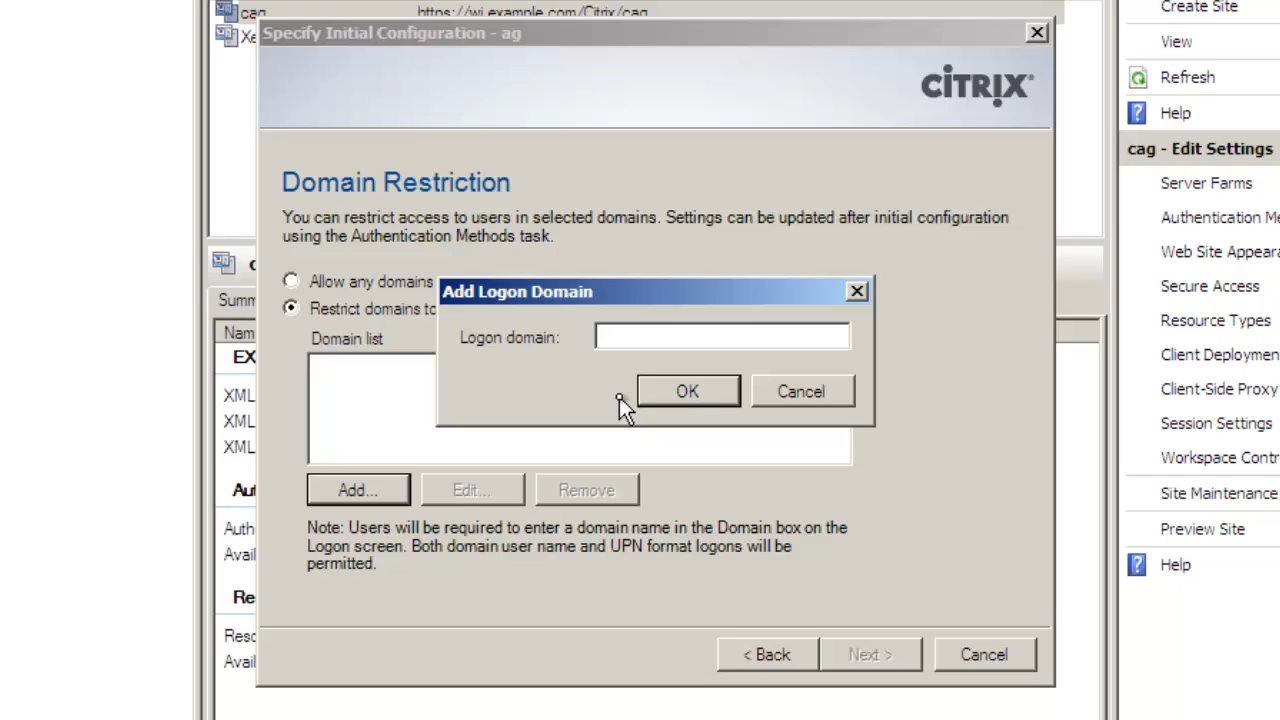 cag https://wi.example.com/Citrix/cag
Xe
Specify Initial Configuration - ag
CITRIX
Domain Restriction
You can restrict access to users in selected domains. Settings can be updated after initial configuration
using the Authentication Methods task.
Allow any domains
Restrict domains to
Domain list
Add Logon Domain
Logon domain:
OK
Cancel
Add...
Edit...
Remove
Note: Users will be required to enter a domain name in the Domain box on the
Logon screen. Both domain user name and UPN format logons will be
permitted.
< Back
Next >
Cancel
c
Summ
Nam
EX
XML
XML
XML
Aut
Auth
Avail
Re
Reso
Avail
Create Site
View
Refresh
Help
cag - Edit Settings
Server Farms
Authentication Me
Web Site Appeara
Secure Access
Resource Types
Client Deploymen
Client-Side Proxy
Session Settings
Workspace Contr
Site Maintenance
Preview Site
Help